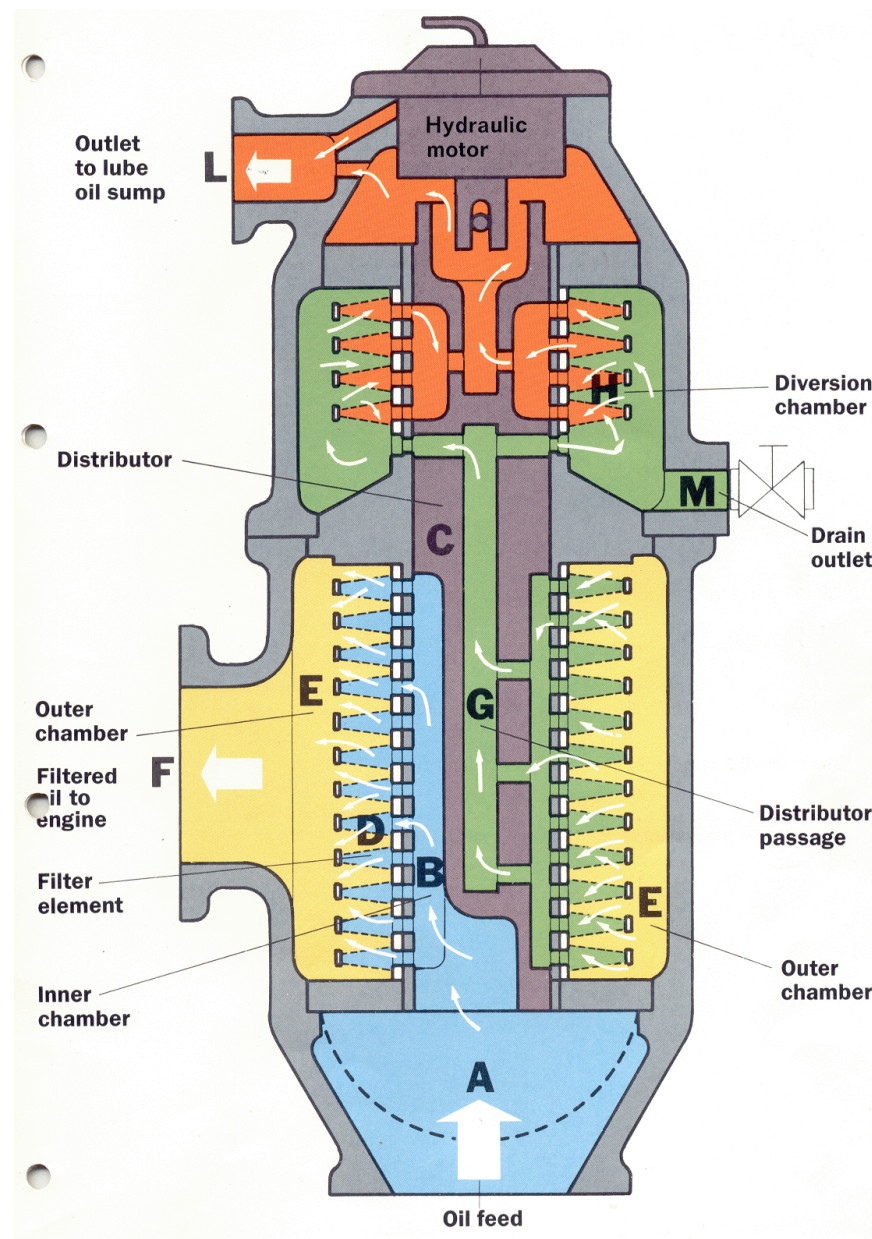 Hydraulic
motor
Outlet
to lube
oil sump
L
H
Diversion
chamber
Distributor
M
C
Drain
outlet
E
Outer
chamber
G
F
Filtered
il to
engine
Distributor
passage
D
B
Filter
element
E
Outer
chamber
Inner
chamber
A
Oil feed